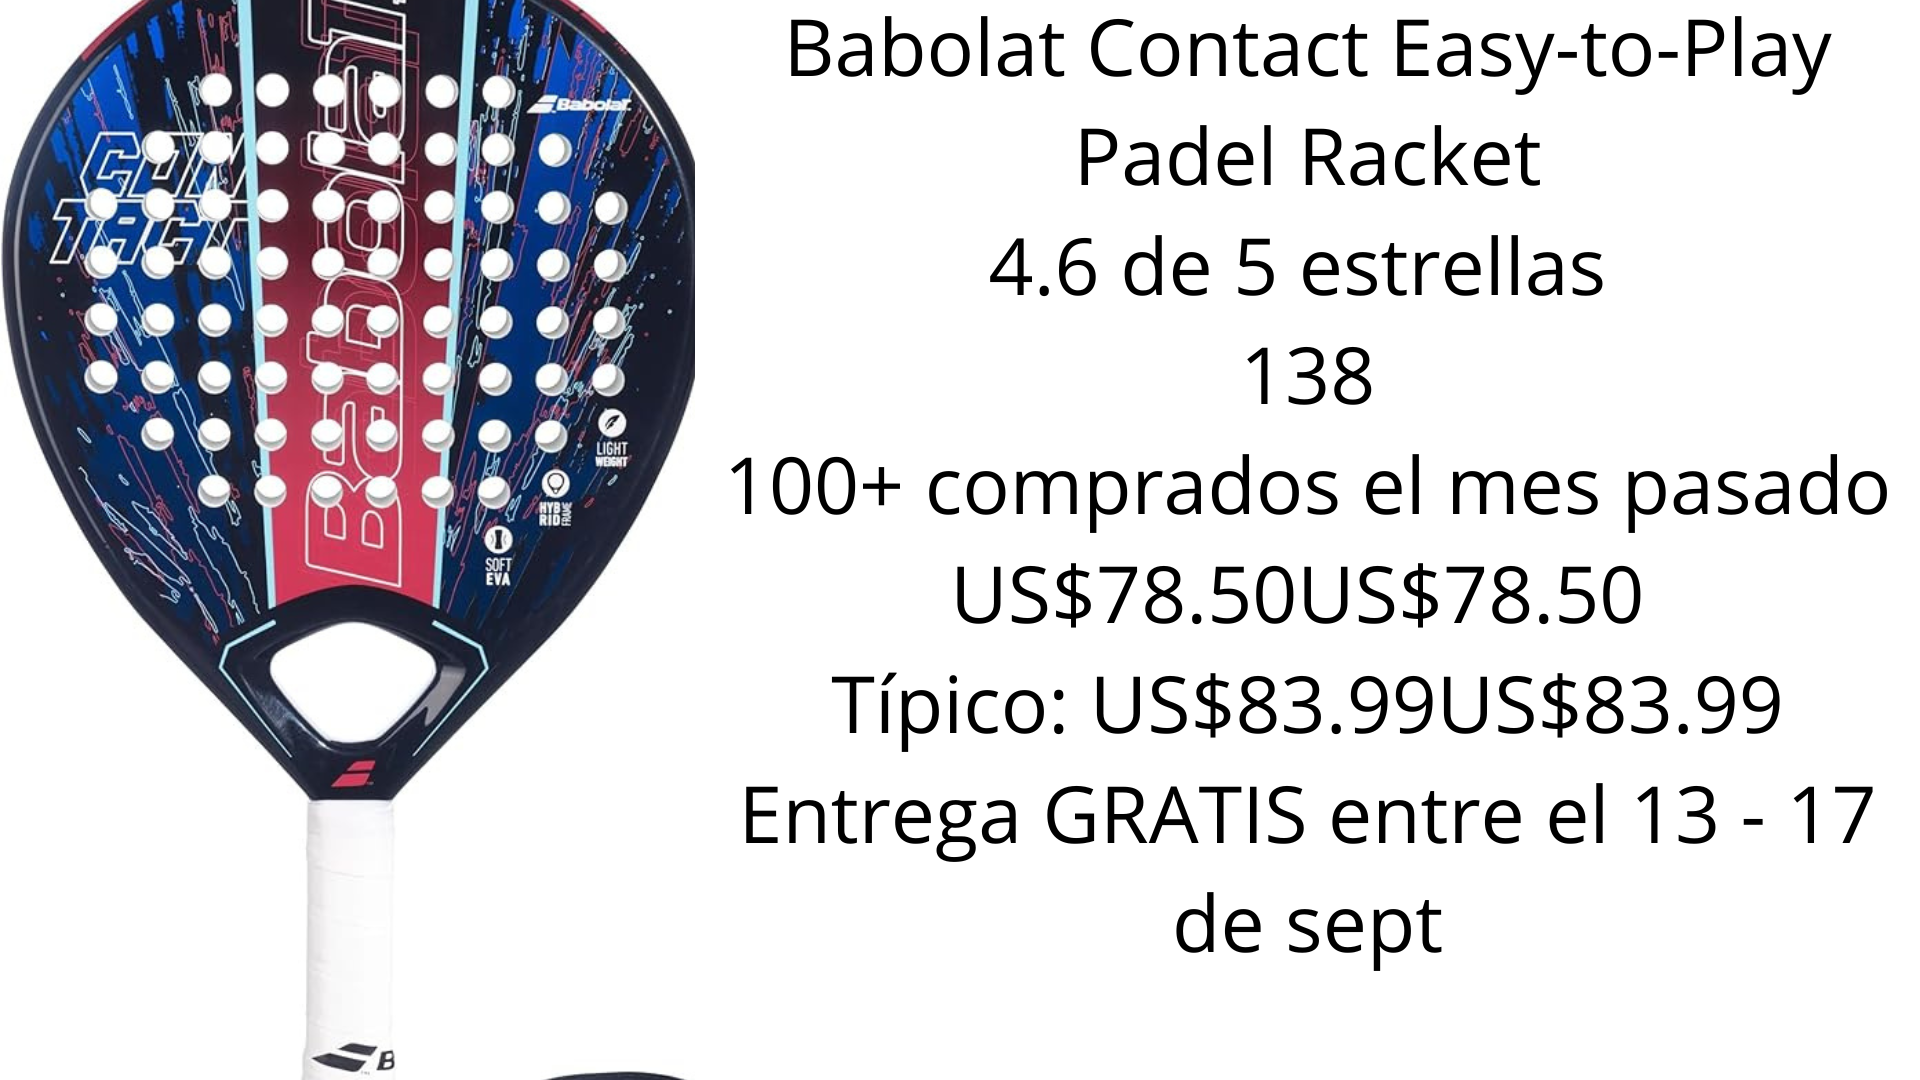 Babolat
Babolat
CON
TACT
LIGHT
WEIGHT
HYB
RID FRAME
SOFT
EVA
B
Babolat Contact Easy-to-Play
Padel Racket
4.6 de 5 estrellas
138
100+ comprados el mes pasado
US$78.50US$78.50
Típico: US$83.99US$83.99
Entrega GRATIS entre el 13 - 17
de sept